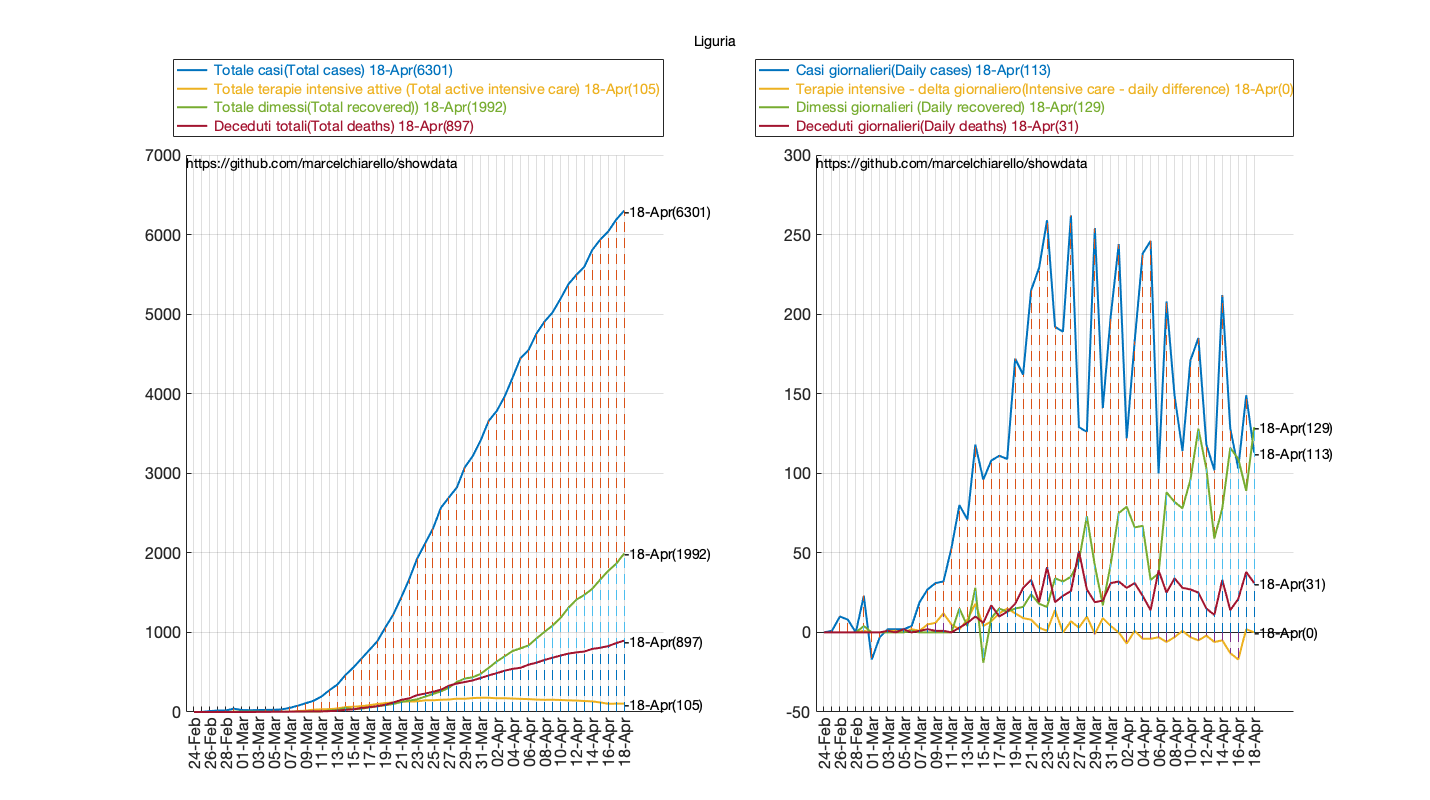 Liguria
Totale casi(Total cases) 18-Apr(6301)
Totale terapie intensive attive (Total active intensive care) 18-Apr(105)
Totale dimessi(Total recovered)) 18-Apr(1992)
Deceduti totali(Total deaths) 18-Apr(897)
7000
https://github.com/marcelchiarello/showdata
6000
5000
4000
3000
2000
1000
0
18-Apr(6301)
18-Apr(1992)
18-Apr(897)
18-Apr(105)
24-Feb
26-Feb
28-Feb
01-Mar
03-Mar
05-Mar
07-Mar
09-Mar
11-Mar
13-Mar
15-Mar
17-Mar
19-Mar
21-Mar
23-Mar
25-Mar
27-Mar
29-Mar
31-Mar
02-Apr
04-Apr
06-Apr
08-Apr
10-Apr
12-Apr
14-Apr
16-Apr
18-Apr
Casi giornalieri(Daily cases) 18-Apr(113)
Terapie intensive - delta giornaliero(Intensive care - daily difference) 18-Apr(0)
Dimessi giornalieri (Daily recovered) 18-Apr(129)
Deceduti giornalieri(Daily deaths) 18-Apr(31)
300
https://github.com/marcelchiarello/showdata
250
200
150
100
50
0
-50
18-Apr(129)
18-Apr(113)
18-Apr(31)
18-Apr(0)
24-Feb
26-Feb
28-Feb
01-Mar
03-Mar
05-Mar
07-Mar
09-Mar
11-Mar
13-Mar
15-Mar
17-Mar
19-Mar
21-Mar
23-Mar
25-Mar
27-Mar
29-Mar
31-Mar
02-Apr
04-Apr
06-Apr
08-Apr
10-Apr
12-Apr
14-Apr
16-Apr
18-Apr